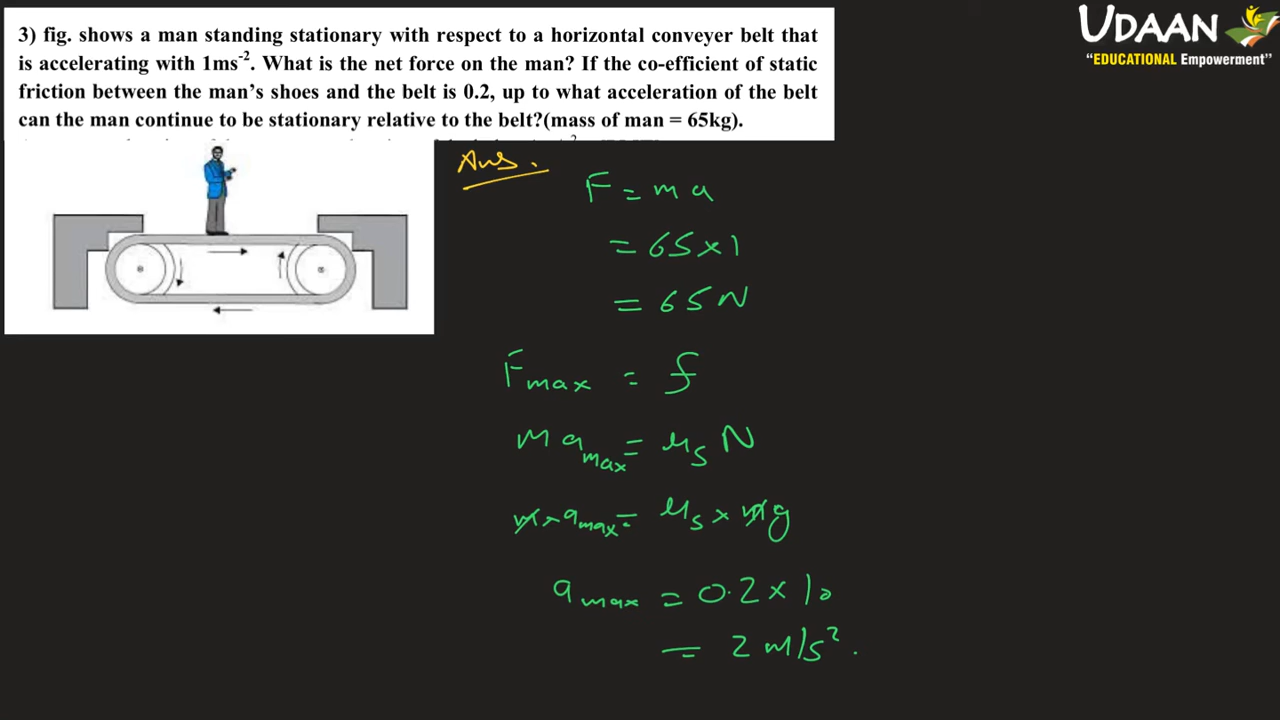 UDAAN
"EDUCATIONAL Empowerment"
3) fig. shows a man standing stationary with respect to a horizontal conveyer belt that
is accelerating with 1ms⁻². What is the net force on the man? If the co-efficient of static
friction between the man's shoes and the belt is 0.2, up to what acceleration of the belt
can the man continue to be stationary relative to the belt?(mass of man = 65kg).
Ans.
F = ma
= 65 × 1
= 65 N
Fmax = f
m amax = μs N
m × amax = μs × mg
amax = 0.2 × 10
= 2 m/s².